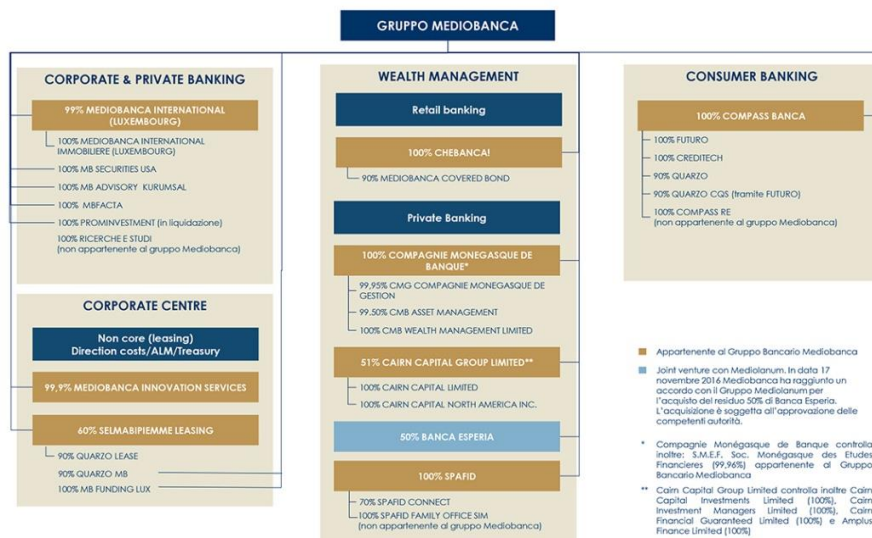 GRUPPO MEDIOBANCA
CORPORATE & PRIVATE BANKING
99% MEDIOBANCA INTERNATIONAL
(LUXEMBOURG)
100% MEDIOBANCA INTERNATIONAL
IMMOBILIERE (LUXEMBOURG)
100% MB SECURITIES USA
100% MB ADVISORY KURUMSAL
100% MBFACTA
100% PROMINVESTMENT (in liquidazione)
100% RICERCHE E STUDI
(non appartenente al gruppo Mediobanca)
CORPORATE CENTRE
Non core (leasing)
Direction costs/ALM/Treasury
99,9% MEDIOBANCA INNOVATION SERVICES
60% SELMABIPIEMME LEASING
90% QUARZO LEASE
90% QUARZO MB
100% MB FUNDING LUX
WEALTH MANAGEMENT
Retail banking
100% CHEBANCA!
90% MEDIOBANCA COVERED BOND
Private Banking
100% COMPAGNIE MONEGASQUE DE
BANQUE*
99,95% CMG COMPAGNIE MONEGASQUE DE
GESTION
99.50% CMB ASSET MANAGEMENT
100% CMB WEALTH MANAGEMENT LIMITED
51% CAIRN CAPITAL GROUP LIMITED**
100% CAIRN CAPITAL LIMITED
100% CAIRN CAPITAL NORTH AMERICA INC.
50% BANCA ESPERIA
100% SPAFID
70% SPAFID CONNECT
100% SPAFID FAMILY OFFICE SIM
(non appartenente al gruppo Mediobanca)
CONSUMER BANKING
100% COMPASS BANCA
100% FUTURO
100% CREDITECH
90% QUARZO
90% QUARZO CQS (tramite FUTURO)
100% COMPASS RE
(non appartenente al gruppo Mediobanca)
Appartenente al Gruppo Bancario Mediobanca
Joint venture con Mediolanum. In data 17
novembre 2016 Mediobanca ha raggiunto un
accordo con il Gruppo Mediolanum per
l'acquisto del residuo 50% di Banca Esperia.
L'acquisizione è soggetta all'approvazione delle
competenti autorità.
* Compagnie Monégasque de Banque controlla
inoltre: S.M.E.F. Soc. Monégasque des Etudes
Financieres (99,96%) appartenente al Gruppo
Bancario Mediobanca
** Cairn Capital Group Limited controlla inoltre Cairn
Capital Investments Limited (100%), Cairn
Investment Managers Limited (100%), Cairn
Financial Guaranteed Limited (100%) e Amplus
Finance Limited (100%)